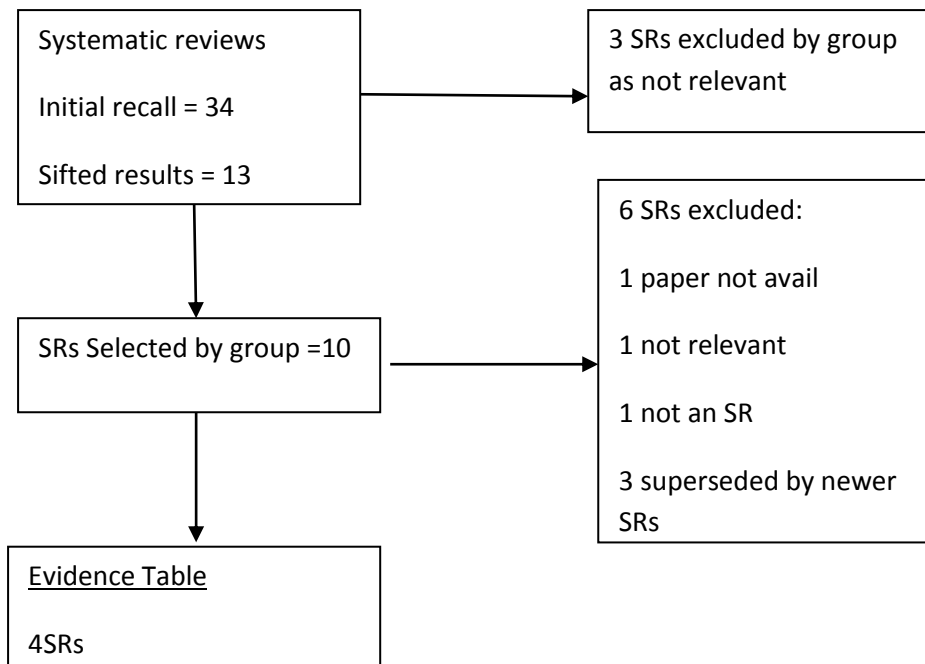 Systematic reviews
Initial recall = 34
Sifted results = 13
3 SRs excluded by group
as not relevant
SRs Selected by group =10
6 SRs excluded:
1 paper not avail
1 not relevant
1 not an SR
3 superseded by newer
SRs
Evidence Table
4SRs